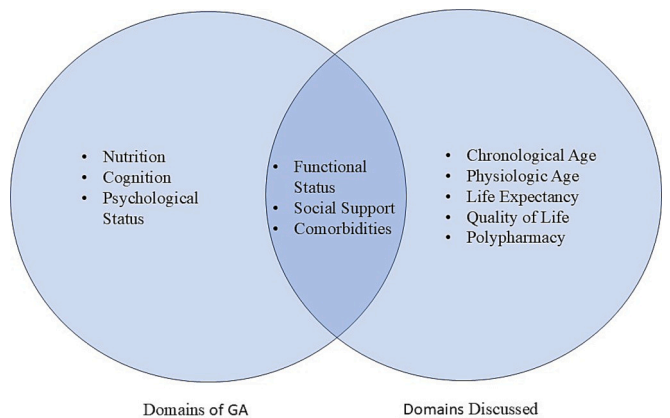 • Nutrition
• Cognition
• Psychological
Status
• Functional
Status
• Social Support
• Comorbidities
• Chronological Age
• Physiologic Age
• Life Expectancy
• Quality of Life
• Polypharmacy
Domains of GA
Domains Discussed